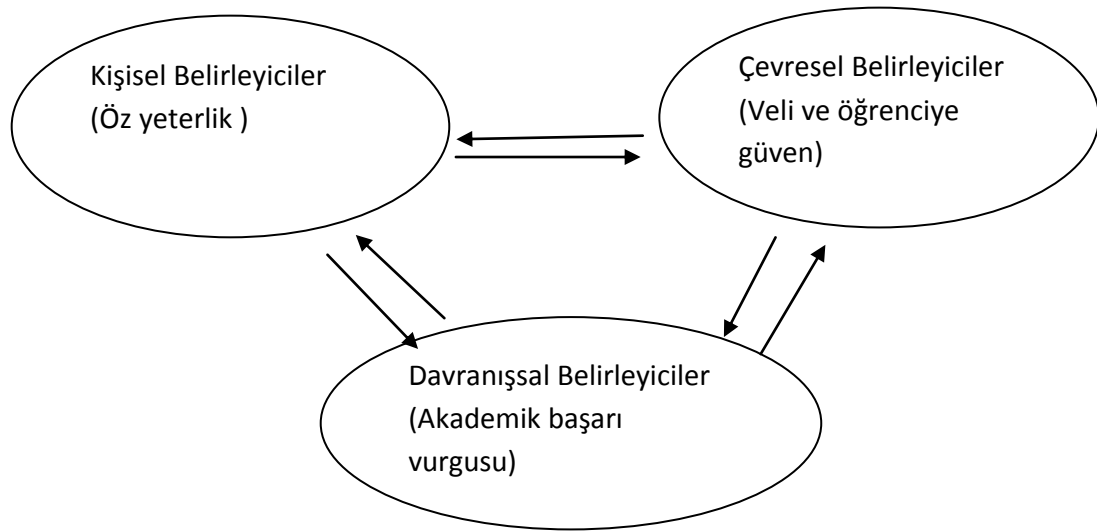 Kişisel Belirleyiciler
(Öz yeterlik )
Çevresel Belirleyiciler
(Veli ve öğrenciye
güven)
Davranışsal Belirleyiciler
(Akademik başarı
vurgusu)